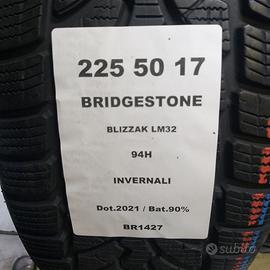 225 50 17
BRIDGESTONE
BLIZZAK LM32
94H
INVERNALI
Dot.2021 / Bat.90%
BR1427
subito